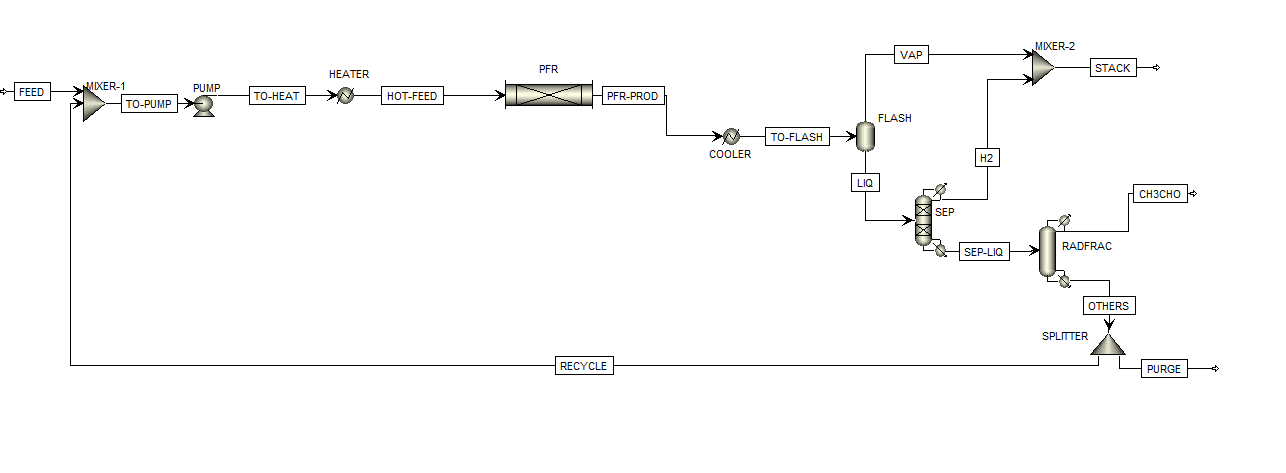 MIXER-2
VAP
STACK
HEATER
PFR
MIXER-1
PUMP
FEED
TO-PUMP
TO-HEAT
HOT-FEED
PFR-PROD
FLASH
TO-FLASH
COOLER
H2
LIQ
CH3CHO
SEP
SEP-LIQ
RADFRAC
OTHERS
SPLITTER
RECYCLE
PURGE